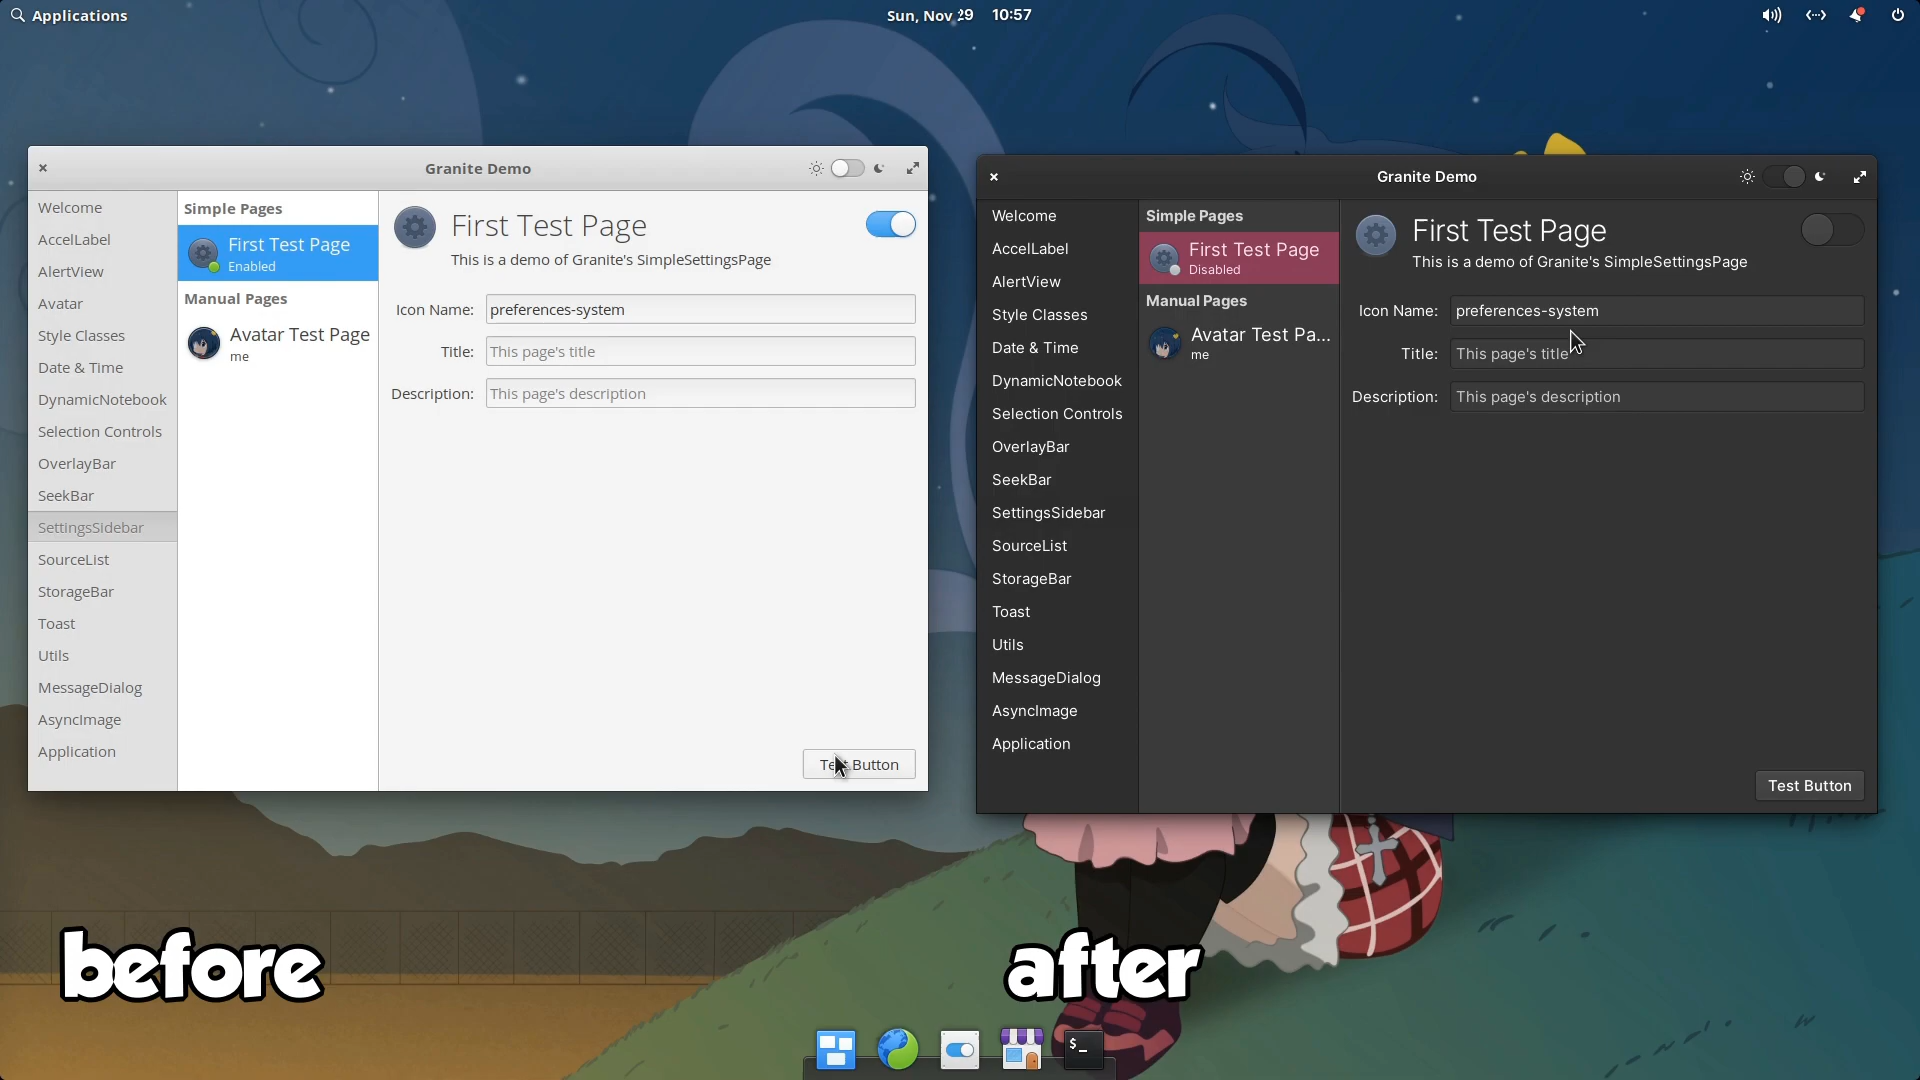 Applications
Sun, Nov 29 10:57
Granite Demo
Welcome
AccelLabel
AlertView
Avatar
Style Classes
Date & Time
DynamicNotebook
Selection Controls
OverlayBar
SeekBar
SettingsSidebar
SourceList
StorageBar
Toast
Utils
MessageDialog
AsyncImage
Application
Simple Pages
First Test Page
Enabled
Manual Pages
Avatar Test Page
me
First Test Page
This is a demo of Granite's SimpleSettingsPage
Icon Name: preferences-system
Title: This page's title
Description: This page's description
Test Button
Granite Demo
Welcome
AccelLabel
AlertView
Style Classes
Date & Time
DynamicNotebook
Selection Controls
OverlayBar
SeekBar
SettingsSidebar
SourceList
StorageBar
Toast
Utils
MessageDialog
AsyncImage
Application
Simple Pages
First Test Page
Disabled
Manual Pages
Avatar Test Pa...
me
First Test Page
This is a demo of Granite's SimpleSettingsPage
Icon Name: preferences-system
Title: This page's title
Description: This page's description
Test Button
before
after
$_